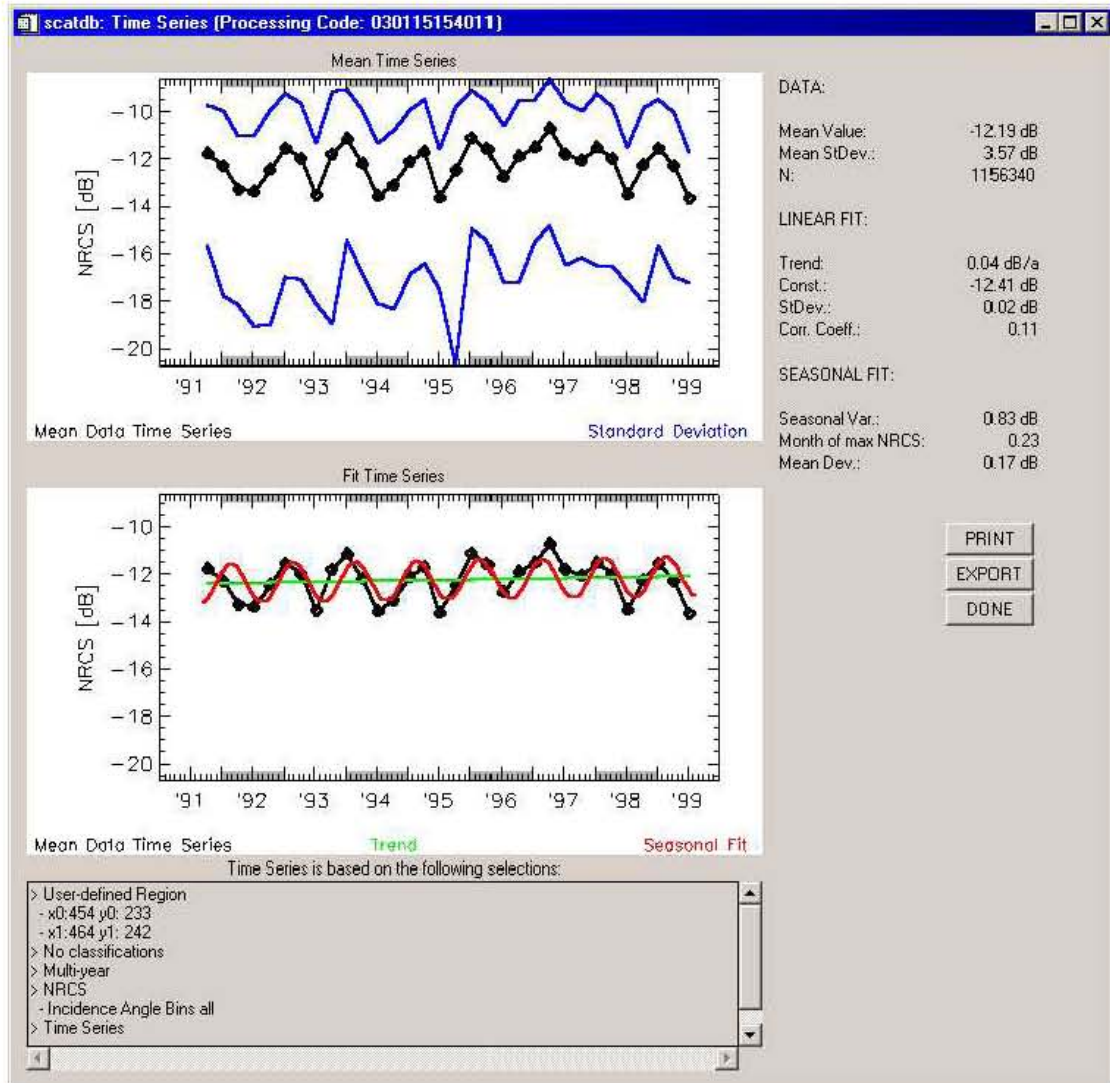 scatdb: Time Series (Processing Code: 030115154011)
Mean Time Series
NRCS [dB]
-10
-12
-14
-16
-18
-20
'91 '92 '93 '94 '95 '96 '97 '98 '99
Mean Data Time Series Standard Deviation
Fit Time Series
NRCS [dB]
-10
-12
-14
-16
-18
-20
'91 '92 '93 '94 '95 '96 '97 '98 '99
Mean Data Time Series Trend Seasonal Fit
Time Series is based on the following selections:
> User-defined Region
- x0:454 y0: 233
- x1:464 y1: 242
> No classifications
> Multi-year
> NRCS
- Incidence Angle Bins all
> Time Series
DATA:
Mean Value: -12.19 dB
Mean StDev.: 3.57 dB
N: 1156340
LINEAR FIT:
Trend: 0.04 dB/a
Const.: -12.41 dB
StDev.: 0.02 dB
Corr. Coeff.: 0.11
SEASONAL FIT:
Seasonal Var.: 0.83 dB
Month of max NRCS: 0.23
Mean Dev.: 0.17 dB
PRINT
EXPORT
DONE